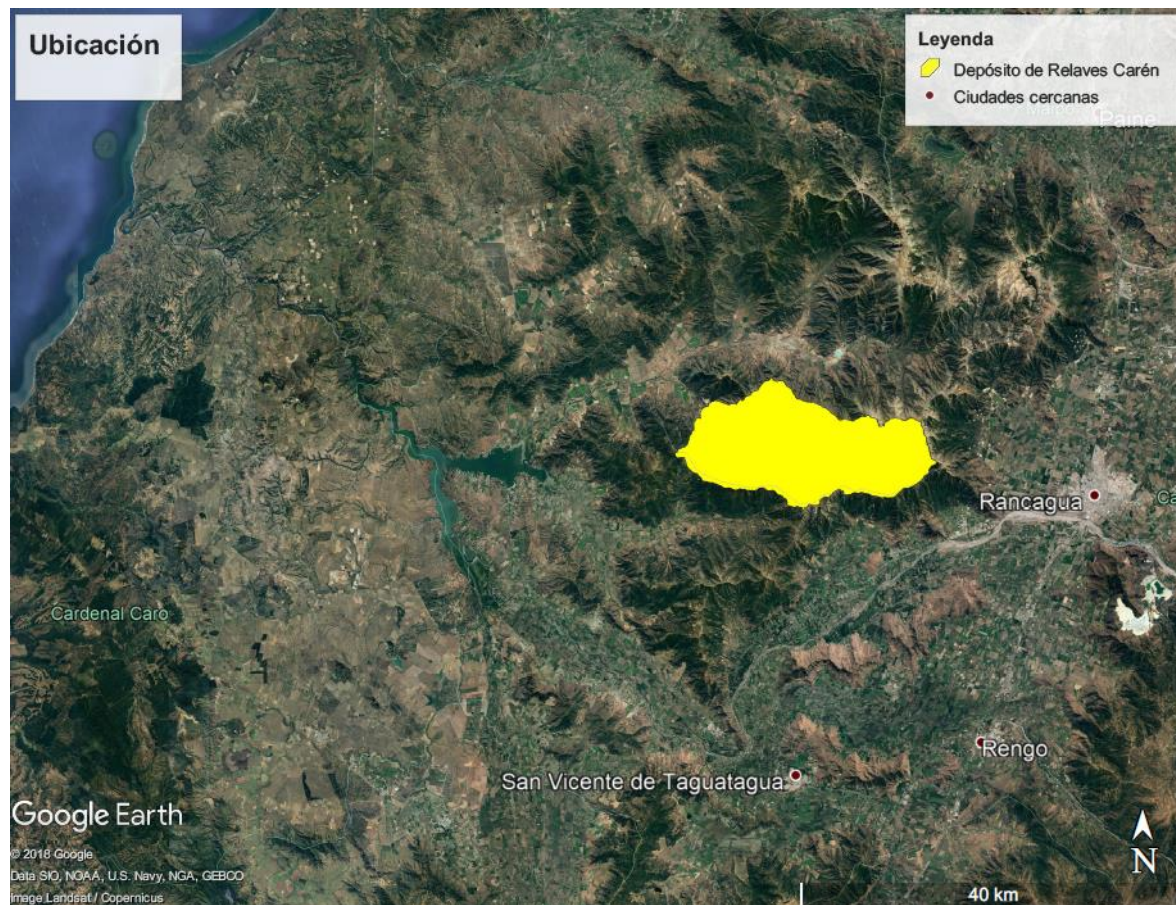 Ubicación
Leyenda
Depósito de Relaves Carén
Ciudades cercanas
Paine
Rancagua
Cardenal Caro
Rengo
San Vicente de Taguatagua
Google Earth
© 2018 Google
Data SIO, NOAA, U.S. Navy, NGA, GEBCO
Image Landsat / Copernicus
N
40 km